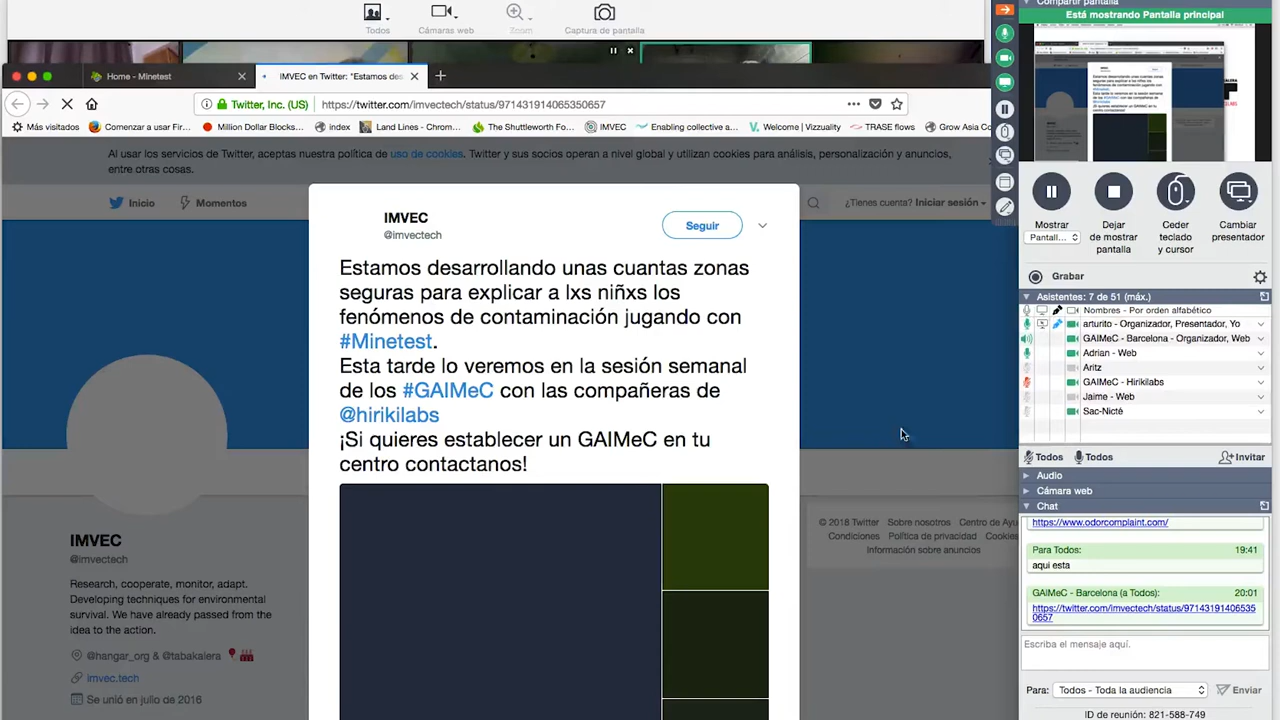 Compartir pantalla
Está mostrando Pantalla principal
Todos
Cámaras web
Zoom
Captura de pantalla
Home - Minetest
IMVEC en Twitter: "Estamos des
Twitter, Inc. (US)
https://twitter.com/imvectech/status/971431914065350657
Más visitados
Comenzar a usar Fir...
Million Dollar Blocks...
index
Land Lines - Chrom...
The Shuttleworth Fo...
IMVEC
Enabling collective a...
Welcome | Vizzuality
TRASE flows
Grow Asia Co
Al usar los servicios de Twitter, aceptas nuestra política de uso de cookies. Twitter y sus socios operan a nivel global y utilizan cookies para análisis, personalización y anuncios,
entre otras cosas.
Inicio
Momentos
¿Tienes cuenta? Iniciar sesión
IMVEC
@imvectech
Seguir
Estamos desarrollando unas cuantas zonas
seguras para explicar a lxs niñxs los
fenómenos de contaminación jugando con
#Minetest.
Esta tarde lo veremos en la sesión semanal
de los #GAIMeC con las compañeras de
@hirikilabs
¡Si quieres establecer un GAIMeC en tu
centro contactanos!
IMVEC
@imvectech
Research, cooperate, monitor, adapt.
Developing techniques for environmental
survival. We have already passed from the
idea to the action.
@hangar_org & @tabakalera
imvec.tech
Se unió en julio de 2016
© 2018 Twitter Sobre nosotros Centro de Ayu
Condiciones Política de privacidad Cookies
Información sobre anuncios
Mostrar
Pantall...
Dejar
de mostrar
pantalla
Ceder
teclado
y cursor
Cambiar
presentador
Grabar
Asistentes: 7 de 51 (máx.)
Nombres - Por orden alfabético
arturito - Organizador, Presentador, Yo
GAIMeC - Barcelona - Organizador, Web
Adrian - Web
Aritz
GAIMeC - Hirikilabs
Jaime - Web
Sac-Nicté
Todos
Todos
Invitar
Audio
Cámara web
Chat
https://www.odorcomplaint.com/
Para Todos: 19:41
aqui esta
GAIMeC - Barcelona (a Todos): 20:01
https://twitter.com/imvectech/status/97143191406535
0657
Escriba el mensaje aquí.
Para: Todos - Toda la audiencia
Enviar
ID de reunión: 821-588-749